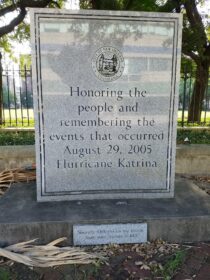 Honoring the
people and
remembering the
events that occurred
August 29, 2005
Hurricane Katrina